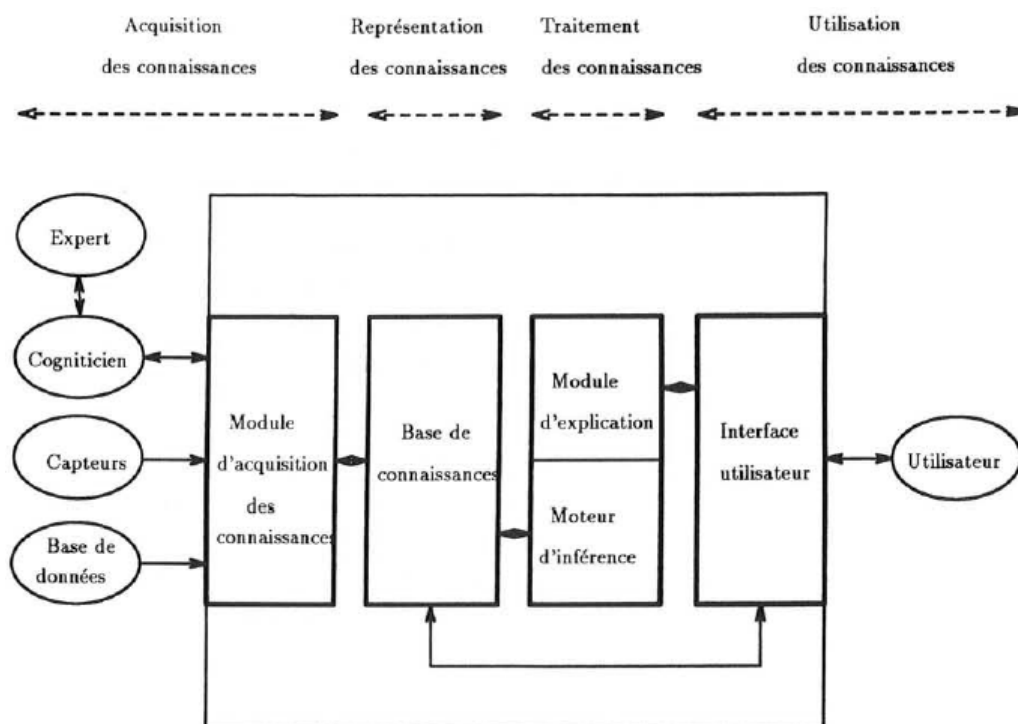 Acquisition
des connaissances
Représentation
des connaissances
Traitement
des connaissances
Utilisation
des connaissances
Expert
Cogniticien
Capteurs
Base de
données
Module
d'acquisition
des
connaissances
Base de
connaissances
Module
d'explication
Moteur
d'inférence
Interface
utilisateur
Utilisateur